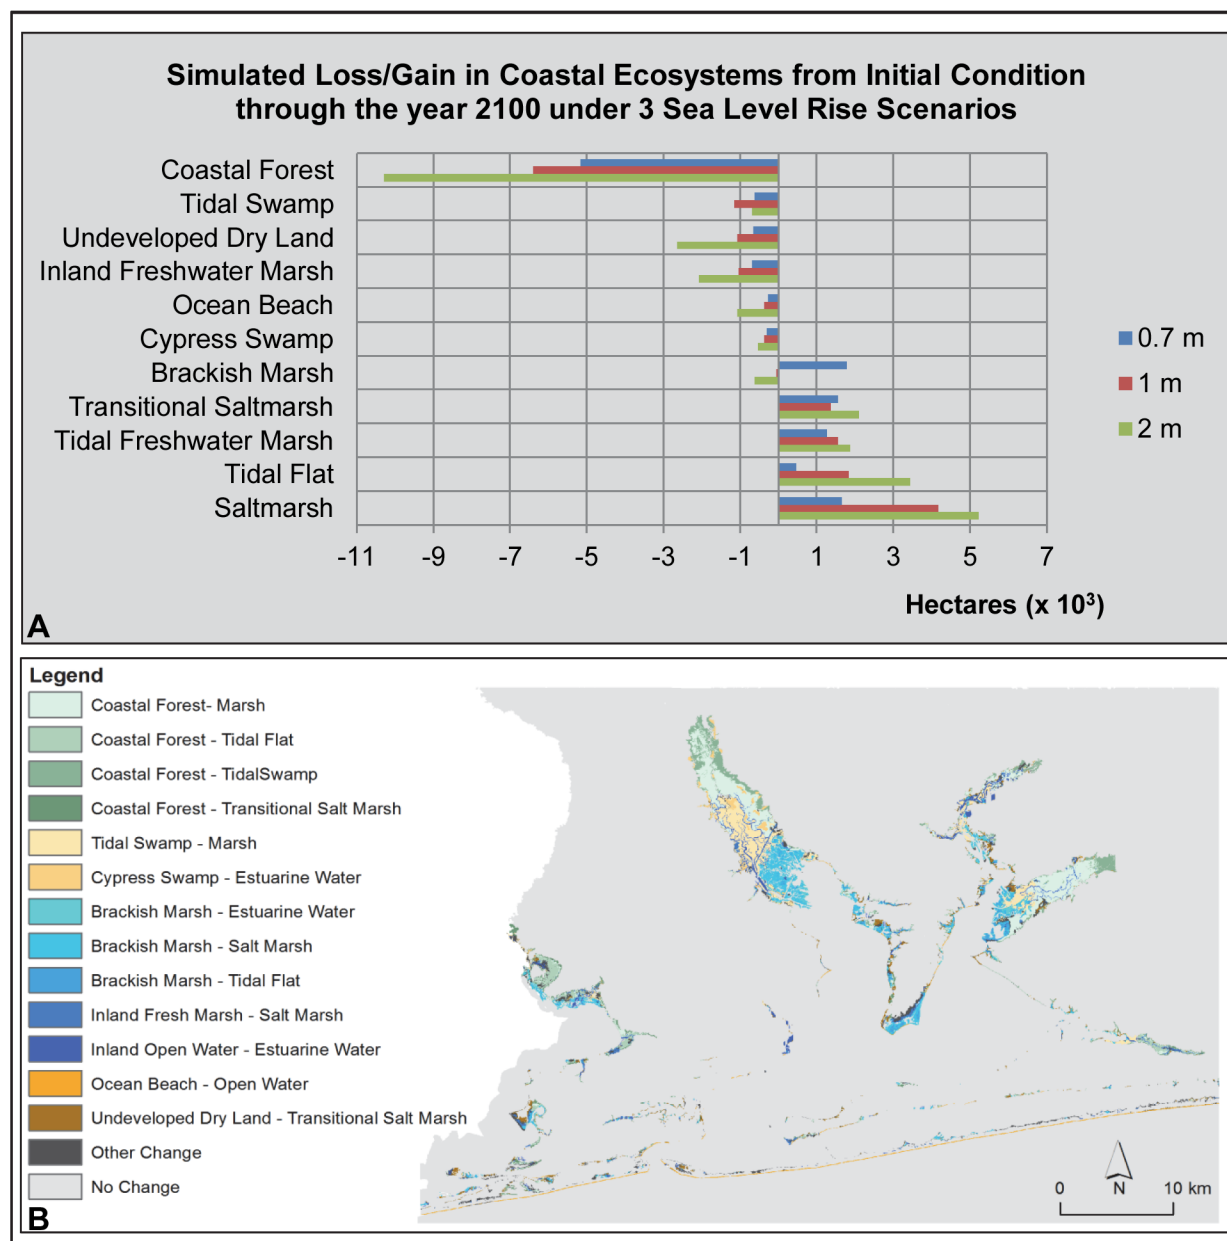 Simulated Loss/Gain in Coastal Ecosystems from Initial Condition
through the year 2100 under 3 Sea Level Rise Scenarios
Coastal Forest
Tidal Swamp
Undeveloped Dry Land
Inland Freshwater Marsh
Ocean Beach
Cypress Swamp
Brackish Marsh
Transitional Saltmarsh
Tidal Freshwater Marsh
Tidal Flat
Saltmarsh
0.7 m
1 m
2 m
-11 -9 -7 -5 -3 -1 1 3 5 7
Hectares (x 10³)
A
Legend
Coastal Forest- Marsh
Coastal Forest - Tidal Flat
Coastal Forest - TidalSwamp
Coastal Forest - Transitional Salt Marsh
Tidal Swamp - Marsh
Cypress Swamp - Estuarine Water
Brackish Marsh - Estuarine Water
Brackish Marsh - Salt Marsh
Brackish Marsh - Tidal Flat
Inland Fresh Marsh - Salt Marsh
Inland Open Water - Estuarine Water
Ocean Beach - Open Water
Undeveloped Dry Land - Transitional Salt Marsh
Other Change
No Change
0 N 10 km
B